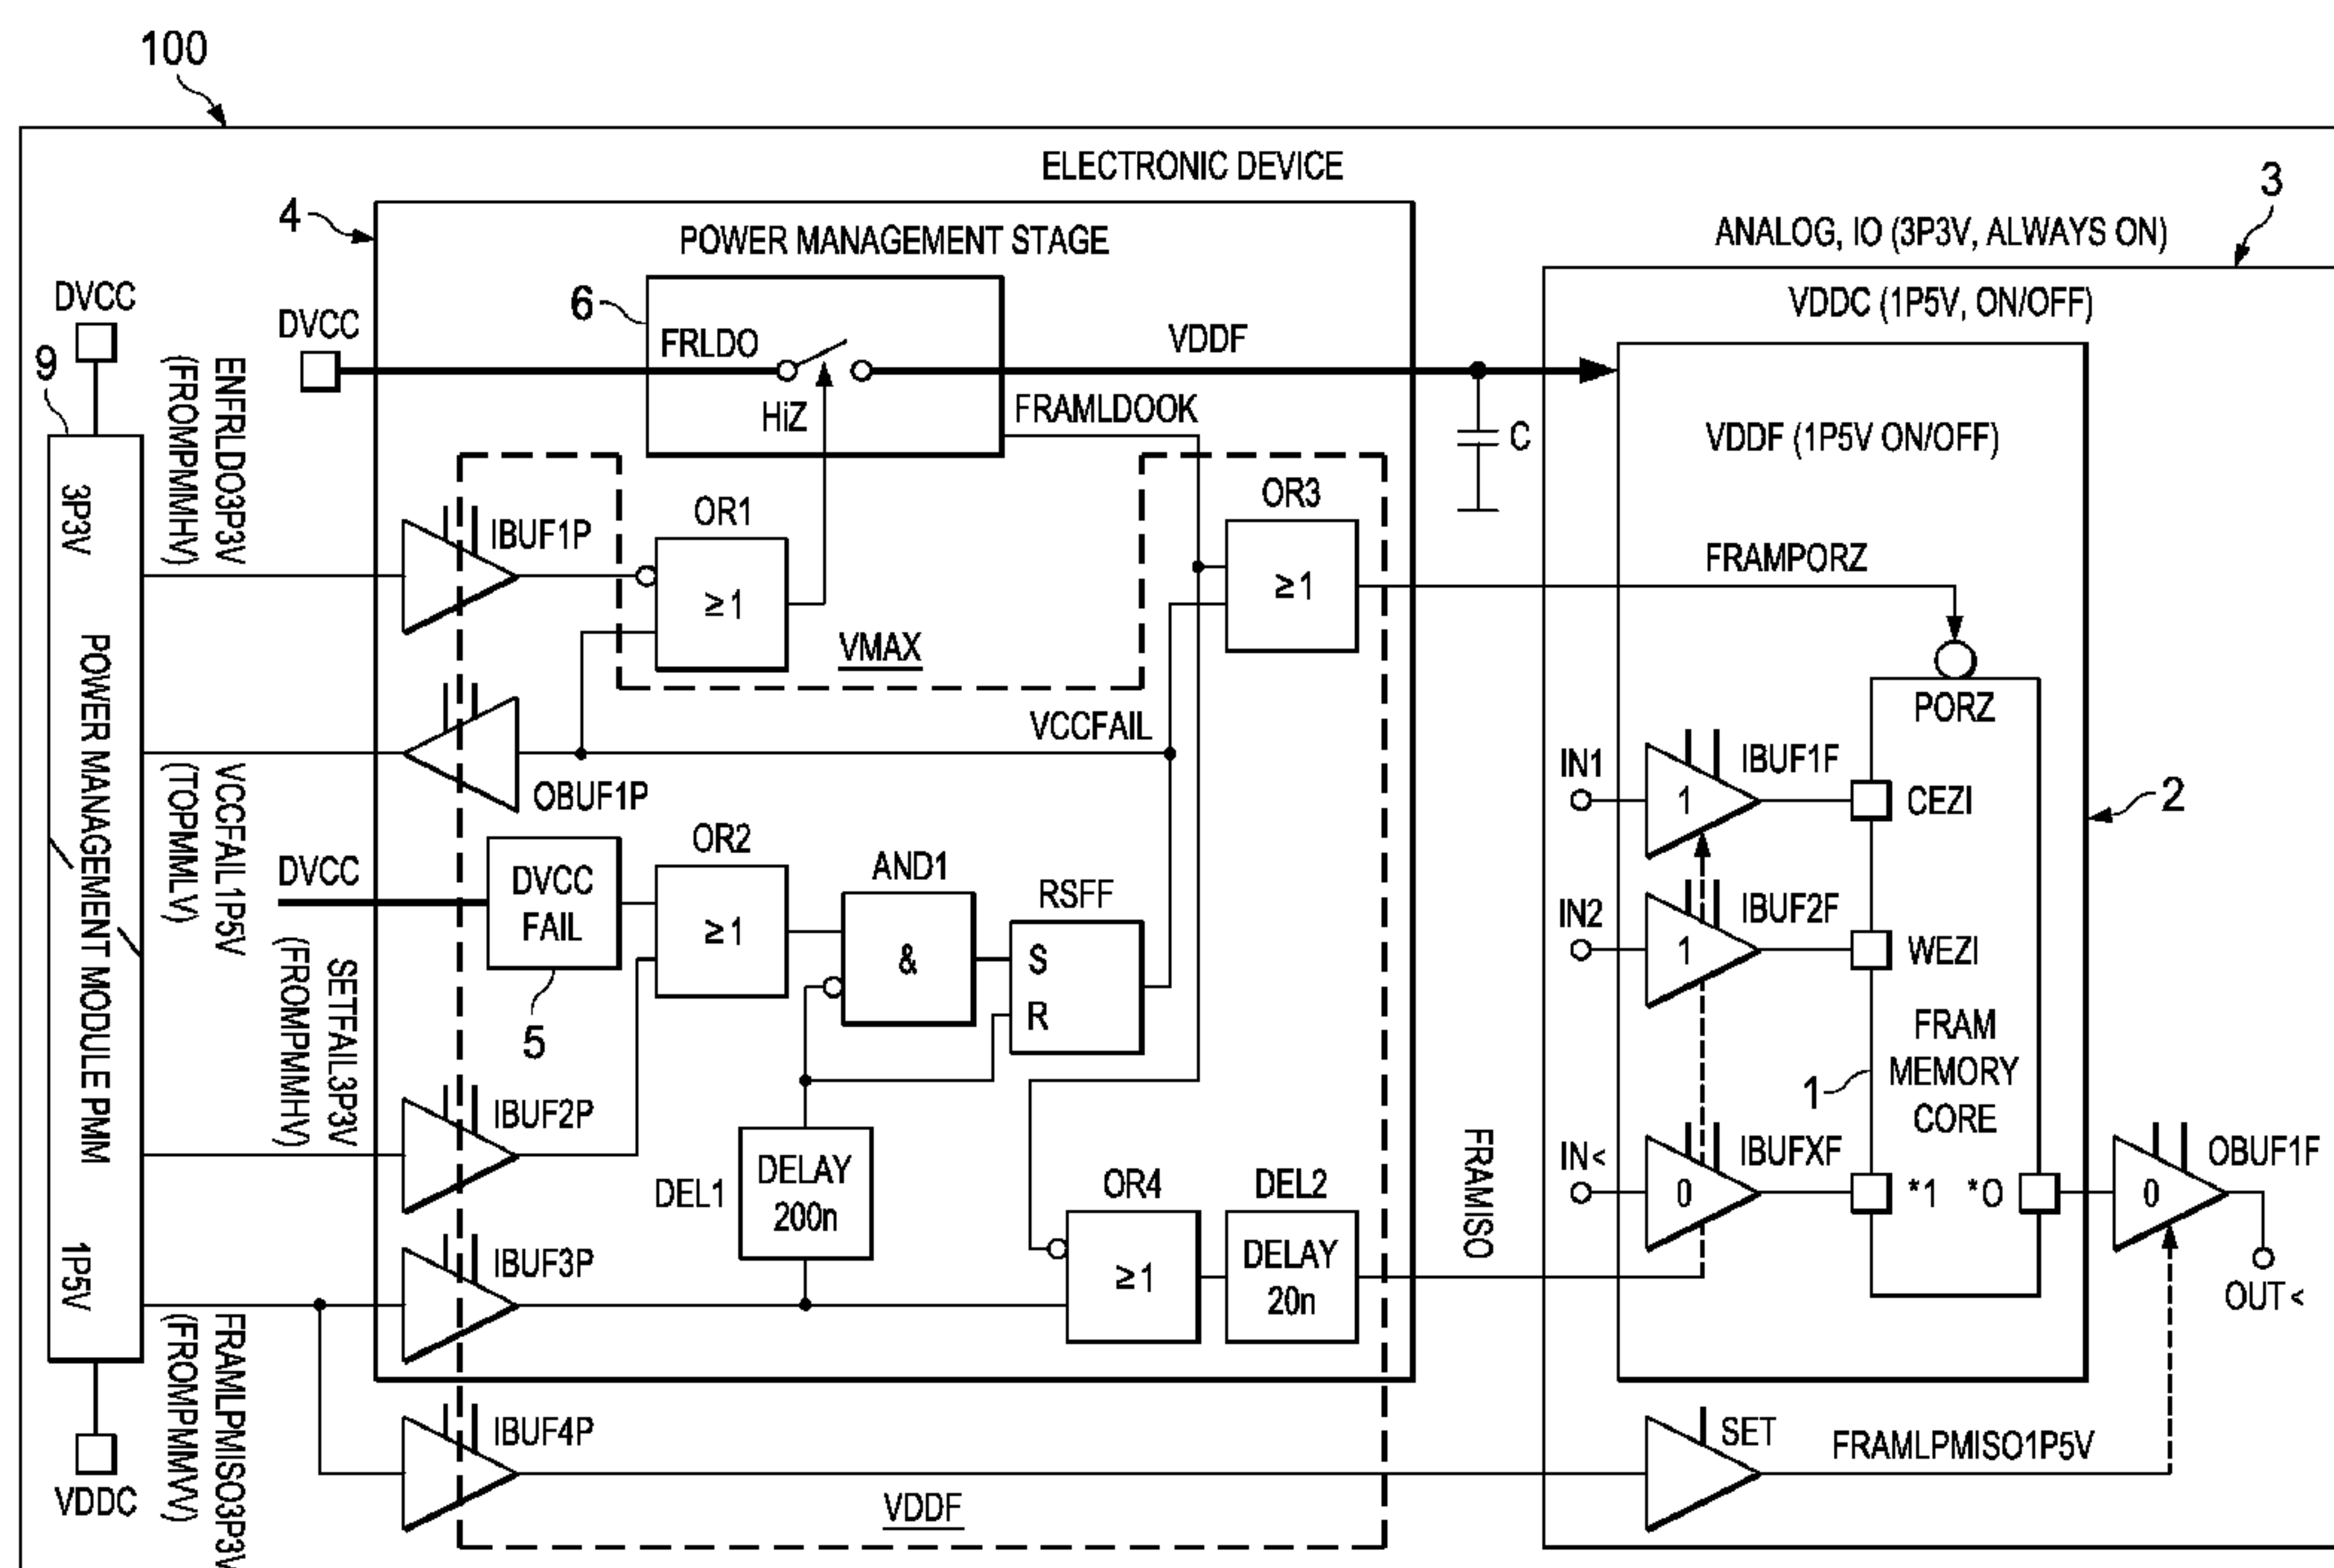 100
ELECTRONIC DEVICE
3
4
POWER MANAGEMENT STAGE
ANALOG, IO (3P3V, ALWAYS ON)
VDDC (1P5V, ON/OFF)
DVCC
DVCC
6
FRLDO
HiZ
VDDF
FRAMLDOOK
C
VDDF (1P5V ON/OFF)
9
3P3V
POWER MANAGEMENT MODULE PMM
1P5V
VDDC
ENFRLDO3P3V
(FROMPMMHV)
VCCFAIL1P5V
(TOPMMLV)
SETFAIL3P3V
(FROMPMMHV)
FRAMLPMISO3P3V
(FROMPMMVV)
IBUF1P
OR1
≥1
VMAX
OR3
≥1
FRAMPORZ
PORZ
VCCFAIL
OBUF1P
DVCC
DVCC
FAIL
5
OR2
≥1
AND1
&
RSFF
S
R
IBUF2P
DEL1
DELAY
200n
IBUF3P
OR4
≥1
DEL2
DELAY
20n
FRAMISO
IBUF4P
VDDF
IN1
1
IBUF1F
CEZI
2
IN2
1
IBUF2F
WEZI
FRAM
MEMORY
CORE
1
IN<
0
IBUFXF
*1
*O
0
OBUF1F
OUT<
SET
FRAMLPMISO1P5V